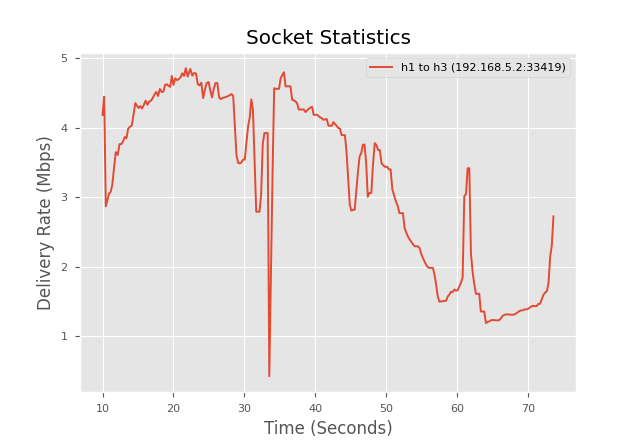 Socket Statistics
h1 to h3 (192.168.5.2:33419)
Delivery Rate (Mbps)
5
4
3
2
1
10 20 30 40 50 60 70
Time (Seconds)